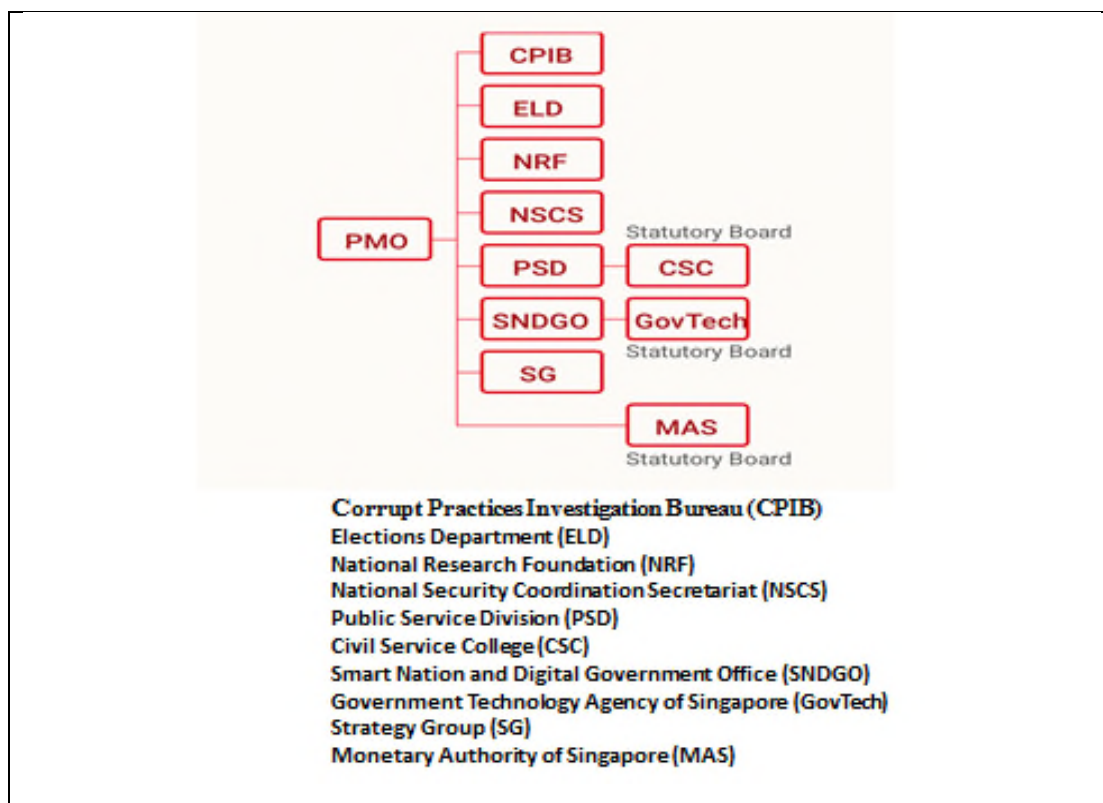 CPIB
ELD
NRF
NSCS
Statutory Board
PMO
PSD
CSC
SNDGO
GovTech
Statutory Board
SG
MAS
Statutory Board
Corrupt Practices Investigation Bureau (CPIB)
Elections Department (ELD)
National Research Foundation (NRF)
National Security Coordination Secretariat (NSCS)
Public Service Division (PSD)
Civil Service College (CSC)
Smart Nation and Digital Government Office (SNDGO)
Government Technology Agency of Singapore (GovTech)
Strategy Group (SG)
Monetary Authority of Singapore (MAS)